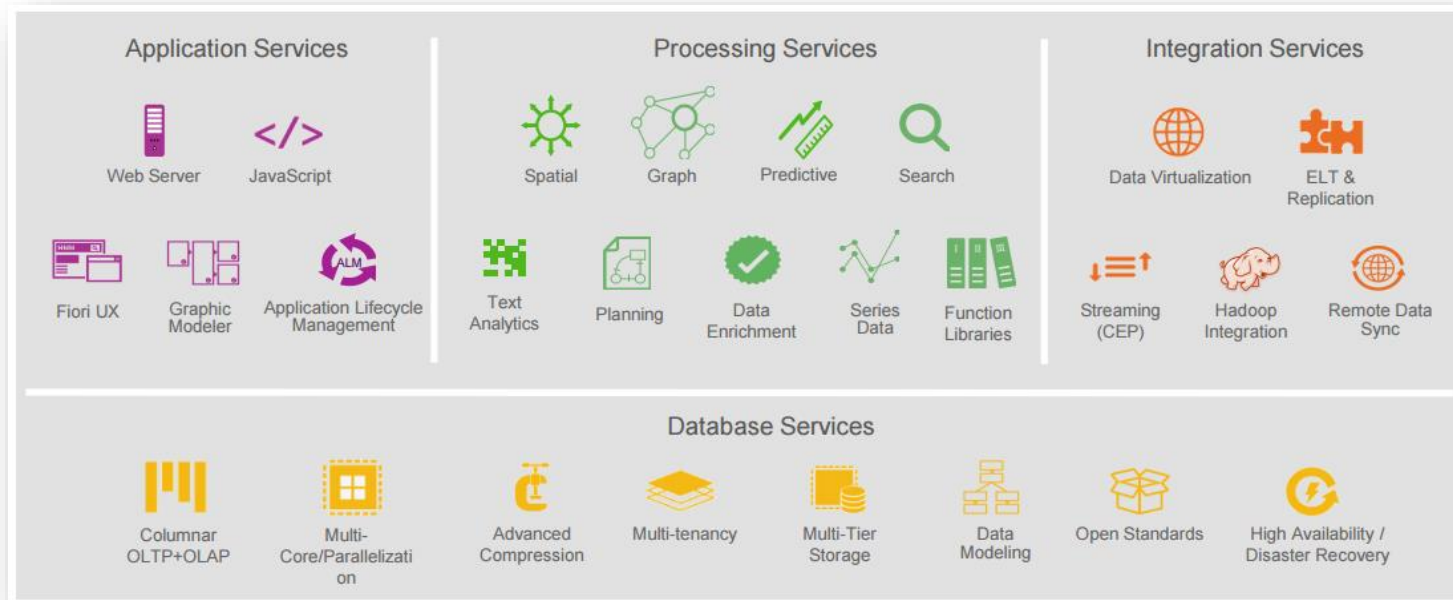 Application Services
Processing Services
Integration Services
Web Server
JavaScript
Spatial
Graph
Predictive
Search
Data Virtualization
ELT &
Replication
ALM
Fiori UX
Graphic
Modeler
Application Lifecycle
Management
Text
Analytics
Planning
Data
Enrichment
Series
Data
I II III
Function
Libraries
Streaming
(CEP)
Hadoop
Integration
Remote Data
Sync
Database Services
Columnar
OLTP+OLAP
Multi-
Core/Parallelizati
on
Advanced
Compression
Multi-tenancy
Multi-Tier
Storage
Data
Modeling
Open Standards
High Availability /
Disaster Recovery